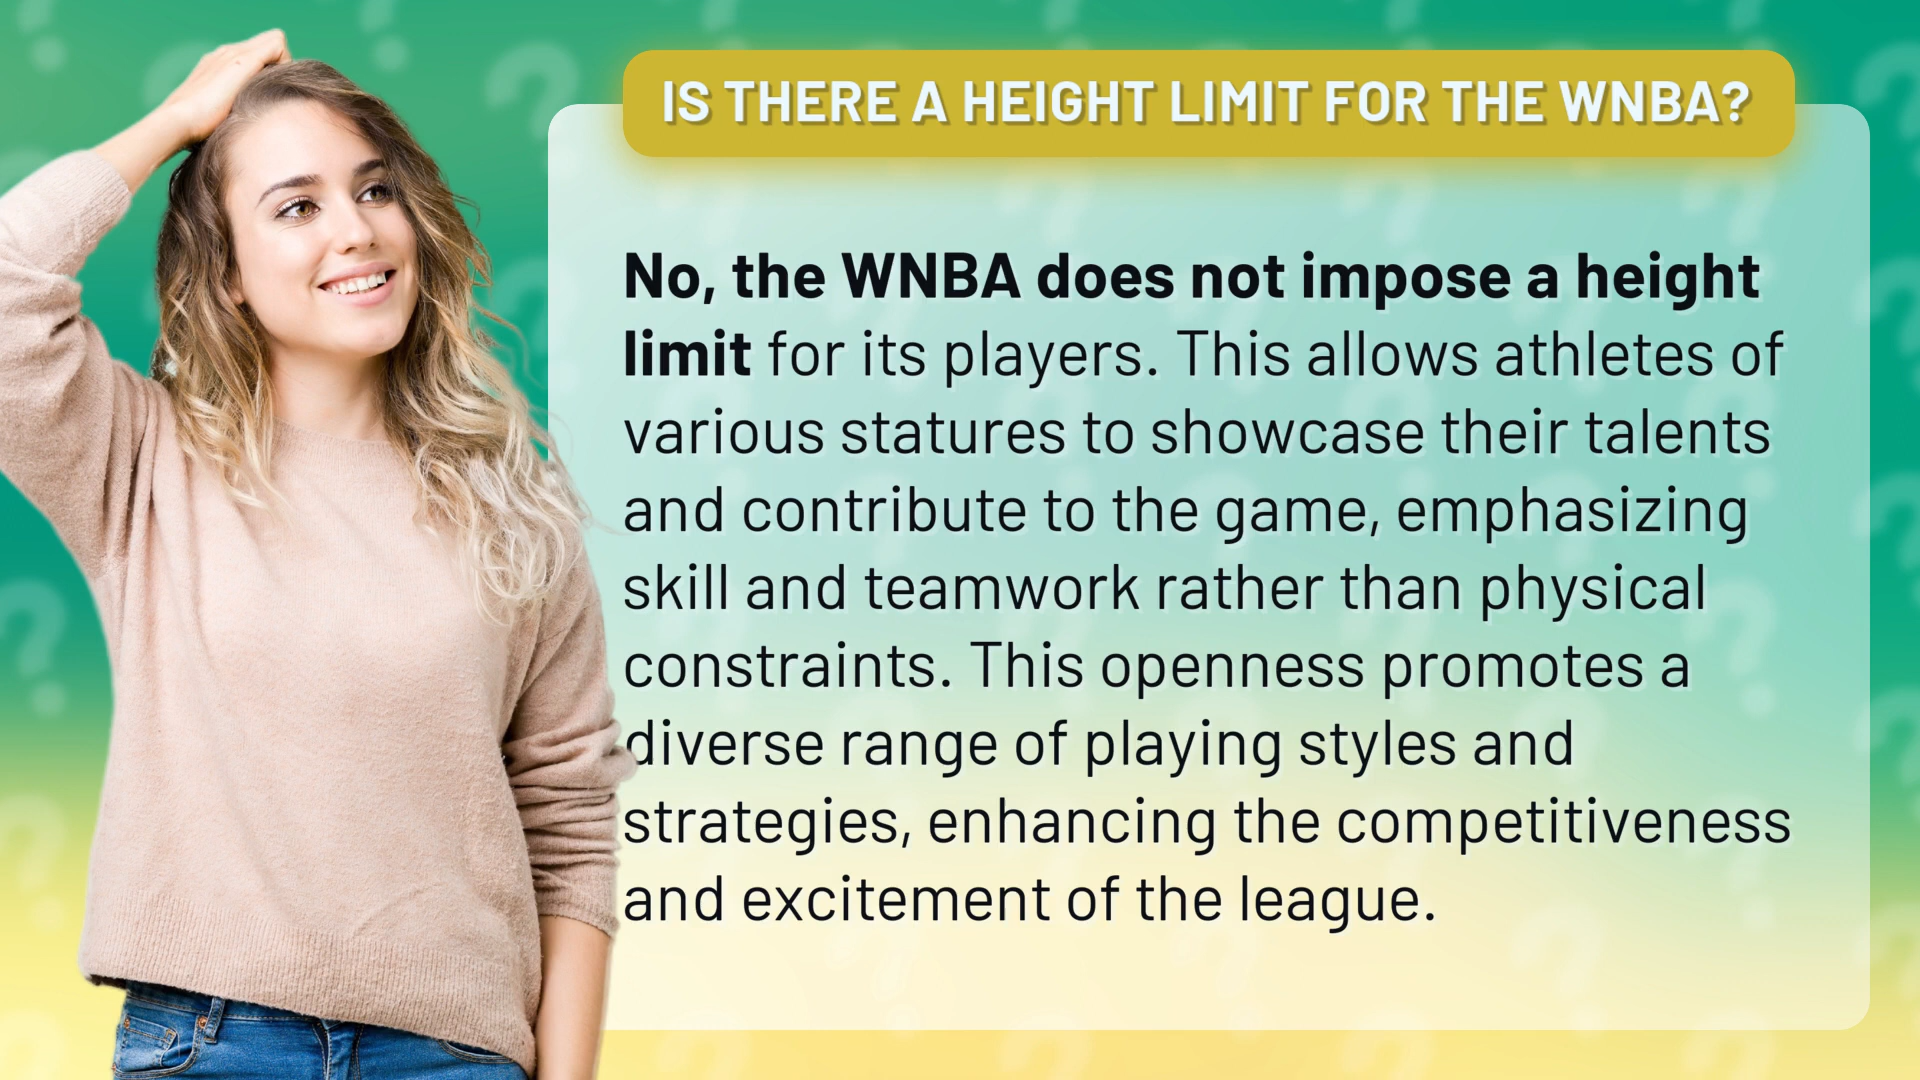 IS THERE A HEIGHT LIMIT FOR THE WNBA?
No, the WNBA does not impose a height
limit for its players. This allows athletes of
various statures to showcase their talents
and contribute to the game, emphasizing
skill and teamwork rather than physical
constraints. This openness promotes a
diverse range of playing styles and
strategies, enhancing the competitiveness
and excitement of the league.